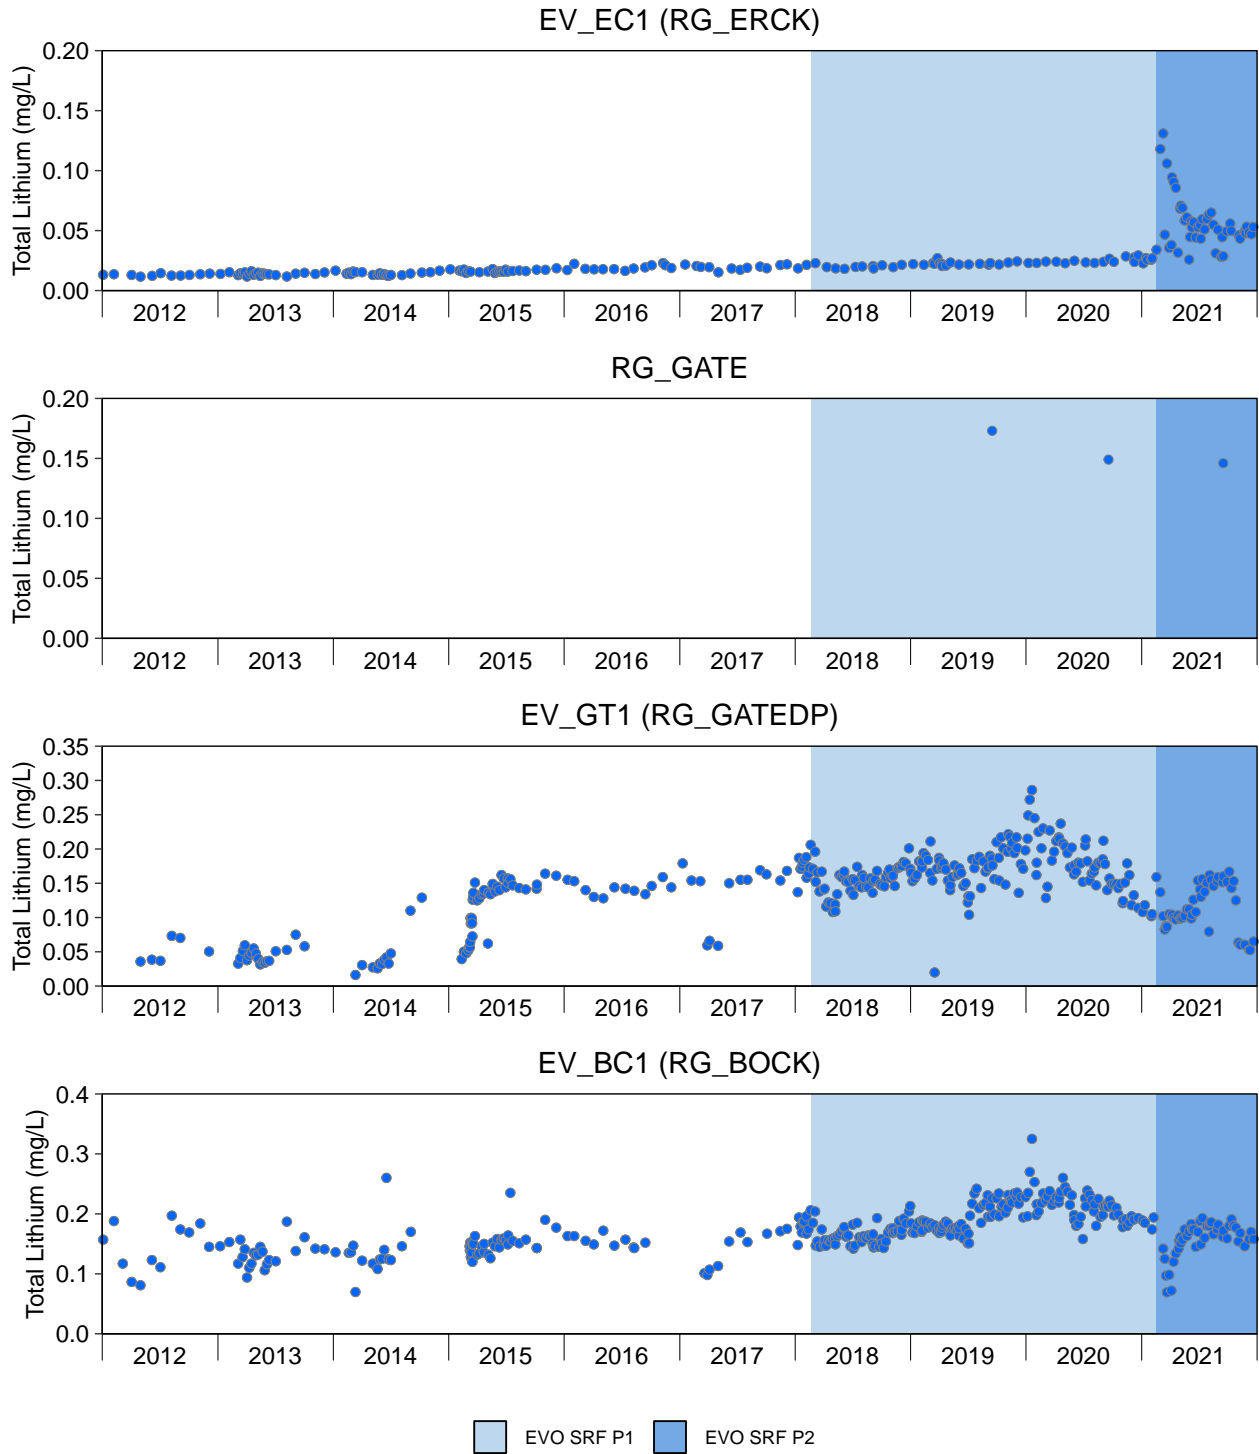 EV_EC1 (RG_ERCK)
Total Lithium (mg/L)
0.20
0.15
0.10
0.05
0.00
2012 2013 2014 2015 2016 2017 2018 2019 2020 2021
RG_GATE
Total Lithium (mg/L)
0.20
0.15
0.10
0.05
0.00
2012 2013 2014 2015 2016 2017 2018 2019 2020 2021
EV_GT1 (RG_GATEDP)
Total Lithium (mg/L)
0.35
0.30
0.25
0.20
0.15
0.10
0.05
0.00
2012 2013 2014 2015 2016 2017 2018 2019 2020 2021
EV_BC1 (RG_BOCK)
Total Lithium (mg/L)
0.4
0.3
0.2
0.1
0.0
2012 2013 2014 2015 2016 2017 2018 2019 2020 2021
EVO SRF P1 EVO SRF P2